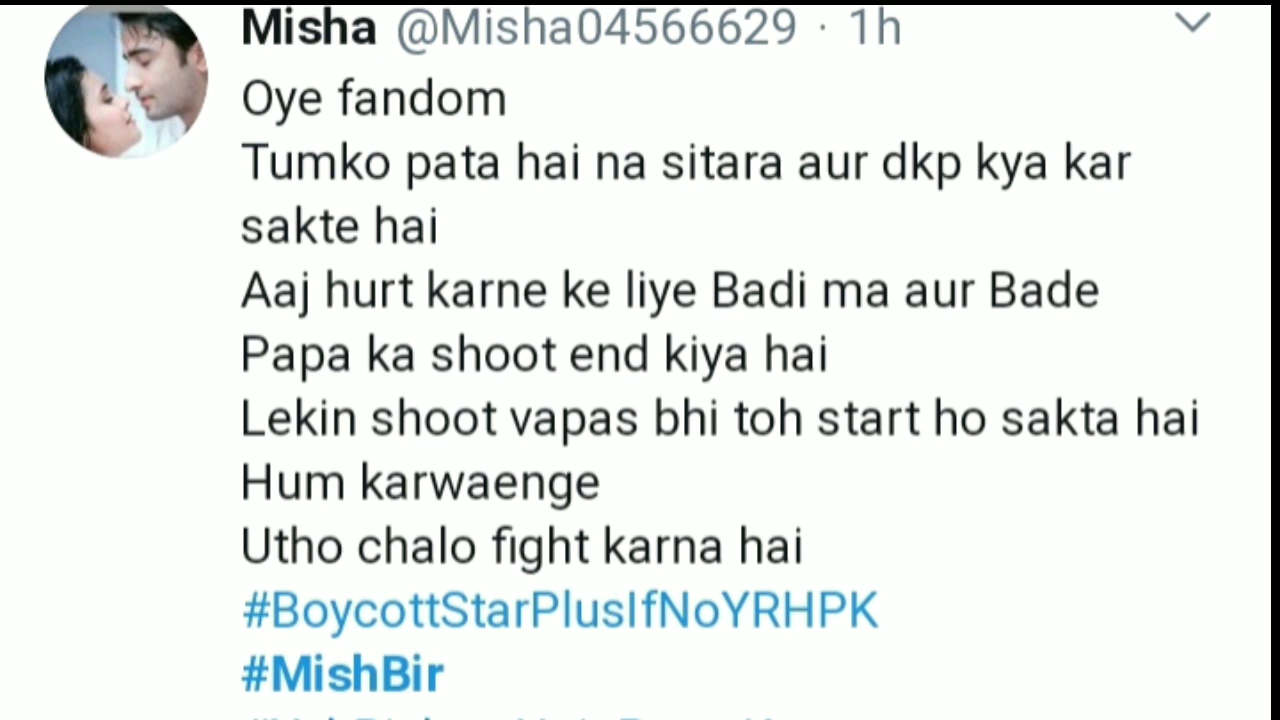 Misha @Misha04566629 · 1h
Oye fandom
Tumko pata hai na sitara aur dkp kya kar
sakte hai
Aaj hurt karne ke liye Badi ma aur Bade
Papa ka shoot end kiya hai
Lekin shoot vapas bhi toh start ho sakta hai
Hum karwaenge
Utho chalo fight karna hai
#BoycottStarPlusIfNoYRHPK
#MishBir